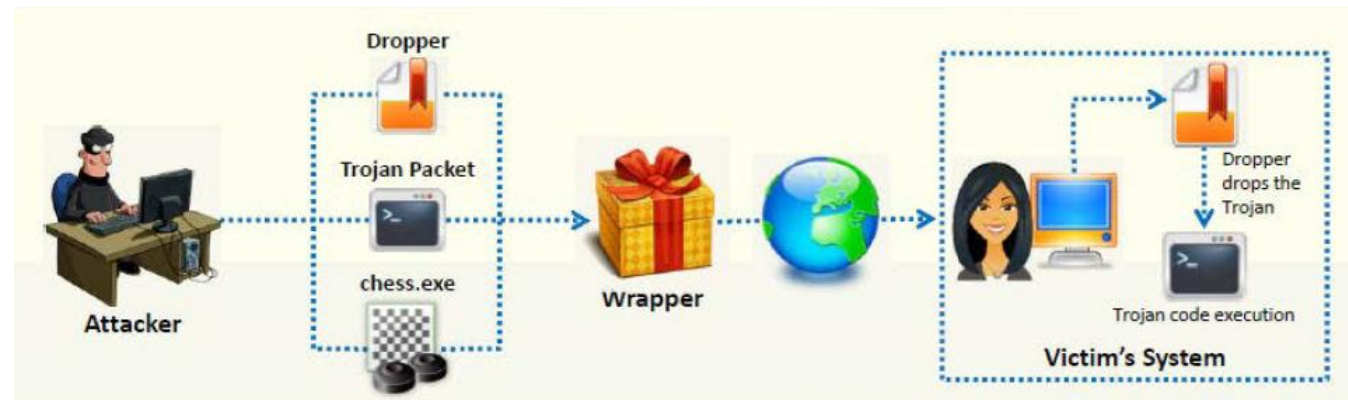 Dropper
Trojan Packet
>_
chess.exe
Attacker
Wrapper
Dropper
drops the
Trojan
>_
Trojan code execution
Victim's System